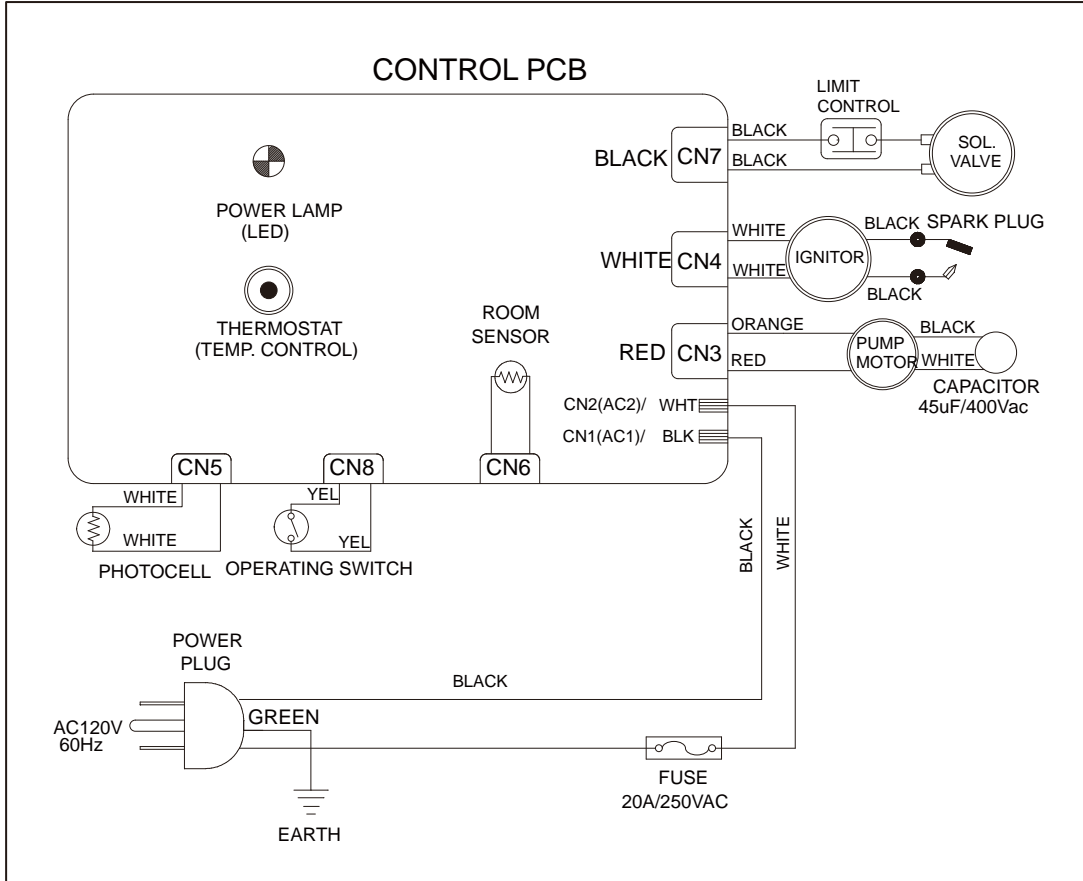 CONTROL PCB
LIMIT
CONTROL
BLACK
BLACK
BLACK CN7
SOL.
VALVE
POWER LAMP
(LED)
WHITE
WHITE
WHITE CN4
IGNITOR
BLACK
SPARK PLUG
BLACK
THERMOSTAT
(TEMP. CONTROL)
ROOM
SENSOR
ORANGE
RED
RED CN3
PUMP
MOTOR
BLACK
WHITE
CAPACITOR
45uF/400Vac
CN2(AC2)/ WHT
CN1(AC1)/ BLK
CN5
CN8
CN6
WHITE
WHITE
PHOTOCELL
YEL
YEL
OPERATING SWITCH
BLACK
WHITE
POWER
PLUG
BLACK
AC120V
60Hz
GREEN
EARTH
FUSE
20A/250VAC